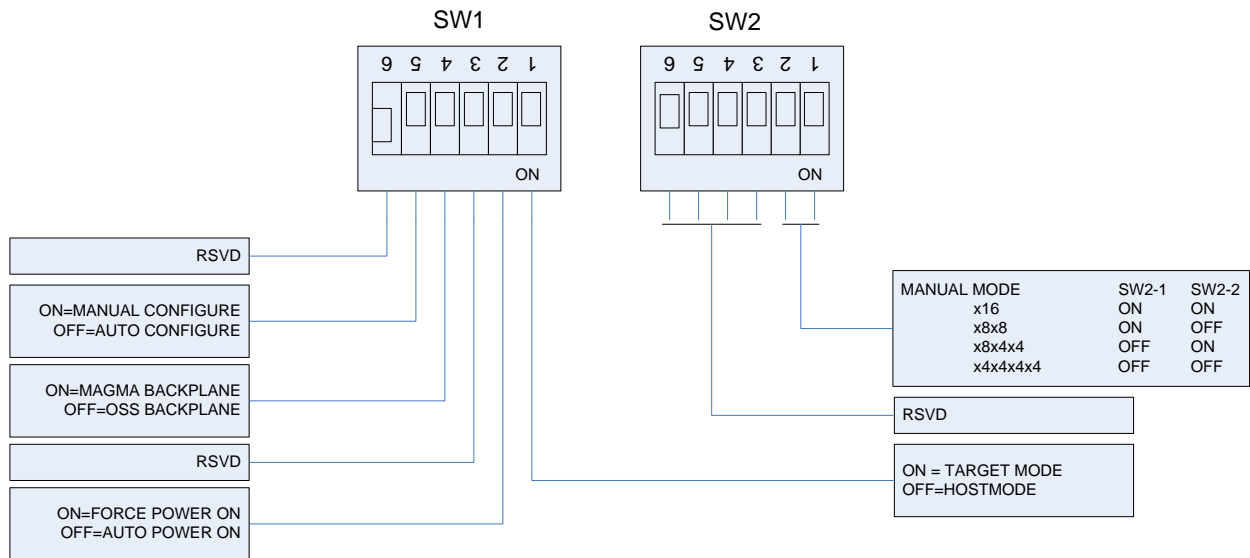 SW1
SW2
6 5 4 3 2 1
6 5 4 3 2 1
ON
ON
RSVD
ON=MANUAL CONFIGURE
OFF=AUTO CONFIGURE
ON=MAGMA BACKPLANE
OFF=OSS BACKPLANE
RSVD
ON=FORCE POWER ON
OFF=AUTO POWER ON
MANUAL MODE SW2-1 SW2-2
x16 ON ON
x8x8 ON OFF
x8x4x4 OFF ON
x4x4x4x4 OFF OFF
RSVD
ON = TARGET MODE
OFF=HOSTMODE